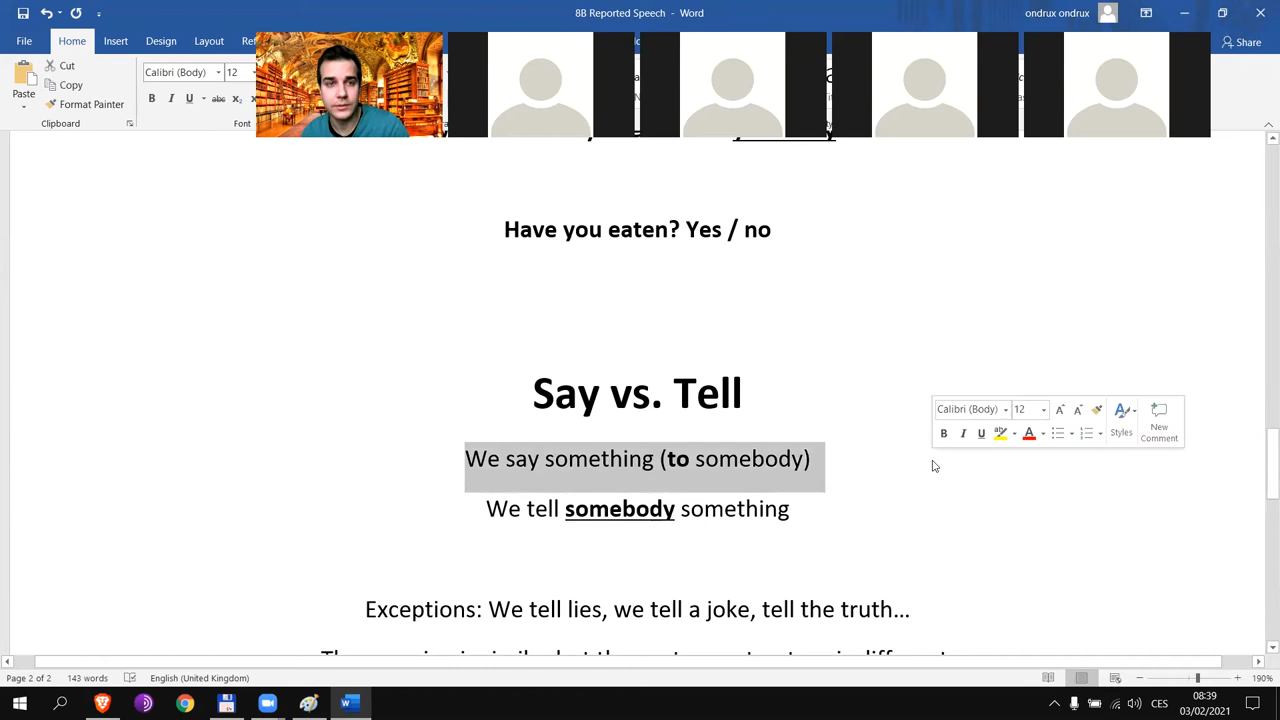 8B Reported Speech - Word
ondrux ondrux
File Home Insert Design Layout
Share
Cut
Copy
Format Painter
Clipboard
Calibri (Body) 12
B I U abc x₂
Font
Have you eaten? Yes / no
Say vs. Tell
We say something (to somebody)
We tell somebody something
Exceptions: We tell lies, we tell a joke, tell the truth…
Calibri (Body) 12
B I U
Styles
New
Comment
Page 2 of 2 143 words English (United Kingdom) 190%
CES
08:39
03/02/2021